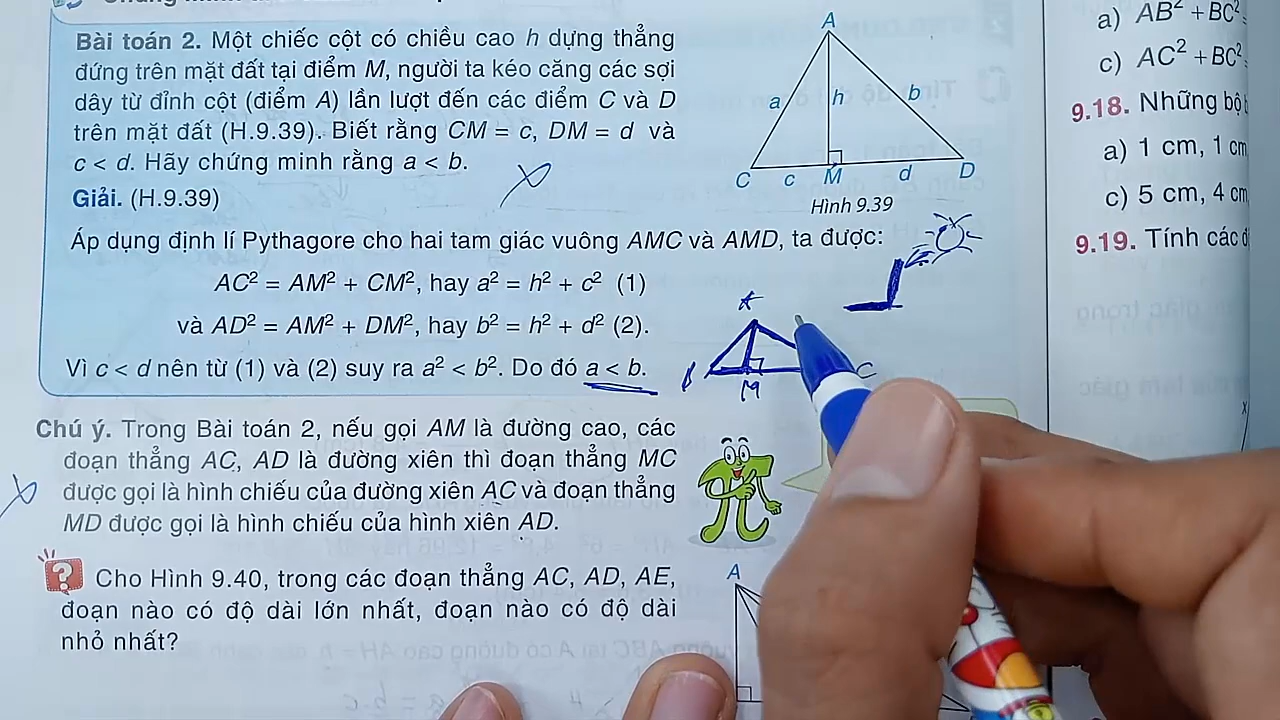 Bài toán 2. Một chiếc cột có chiều cao h dựng thẳng
đứng trên mặt đất tại điểm M, người ta kéo căng các sợi
dây từ đỉnh cột (điểm A) lần lượt đến các điểm C và D
trên mặt đất (H.9.39). Biết rằng CM = c, DM = d và
c < d. Hãy chứng minh rằng a < b.
Giải. (H.9.39)
A
a
h
b
C
c
M
d
D
Hình 9.39
Áp dụng định lí Pythagore cho hai tam giác vuông AMC và AMD, ta được:
AC² = AM² + CM², hay a² = h² + c² (1)
và AD² = AM² + DM², hay b² = h² + d² (2).
Vì c < d nên từ (1) và (2) suy ra a² < b². Do đó a < b.
A
M
C
Chú ý. Trong Bài toán 2, nếu gọi AM là đường cao, các
đoạn thẳng AC, AD là đường xiên thì đoạn thẳng MC
được gọi là hình chiếu của đường xiên AC và đoạn thẳng
MD được gọi là hình chiếu của hình xiên AD.
? Cho Hình 9.40, trong các đoạn thẳng AC, AD, AE,
đoạn nào có độ dài lớn nhất, đoạn nào có độ dài
nhỏ nhất?
A
a) AB² + BC²
c) AC² + BC²
9.18. Những bộ
a) 1 cm, 1 cm
c) 5 cm, 4 cm
9.19. Tính các